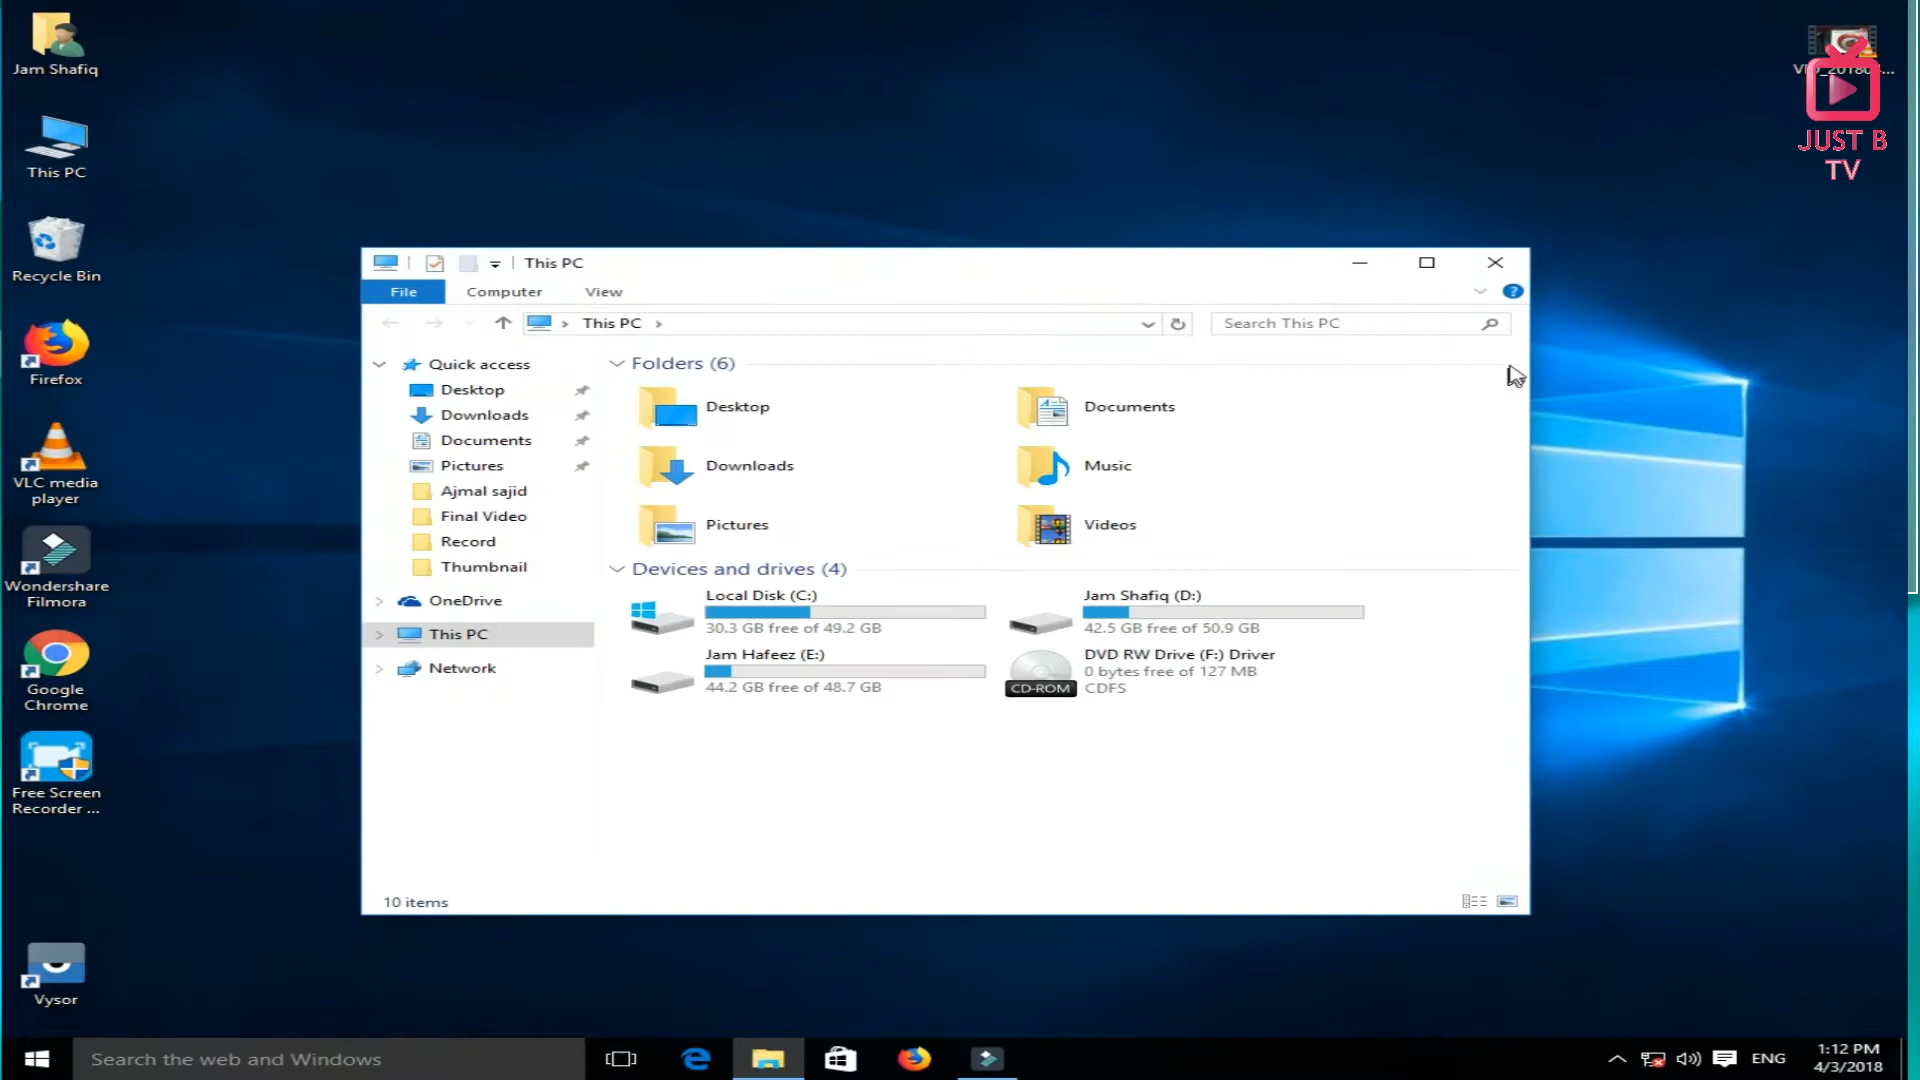 Jam Shafiq
This PC
Recycle Bin
Firefox
VLC media
player
Wondershare
Filmora
Google
Chrome
Free Screen
Recorder ...
Vysor
JUST B
TV
This PC
File
Computer
View
This PC
Search This PC
Quick access
Desktop
Downloads
Documents
Pictures
Ajmal sajid
Final Video
Record
Thumbnail
OneDrive
This PC
Network
Folders (6)
Desktop
Documents
Downloads
Music
Pictures
Videos
Devices and drives (4)
Local Disk (C:)
30.3 GB free of 49.2 GB
Jam Shafiq (D:)
42.5 GB free of 50.9 GB
Jam Hafeez (E:)
44.2 GB free of 48.7 GB
DVD RW Drive (F:) Driver
0 bytes free of 127 MB
CDFS
CD-ROM
10 items
Search the web and Windows
ENG
1:12 PM
4/3/2018